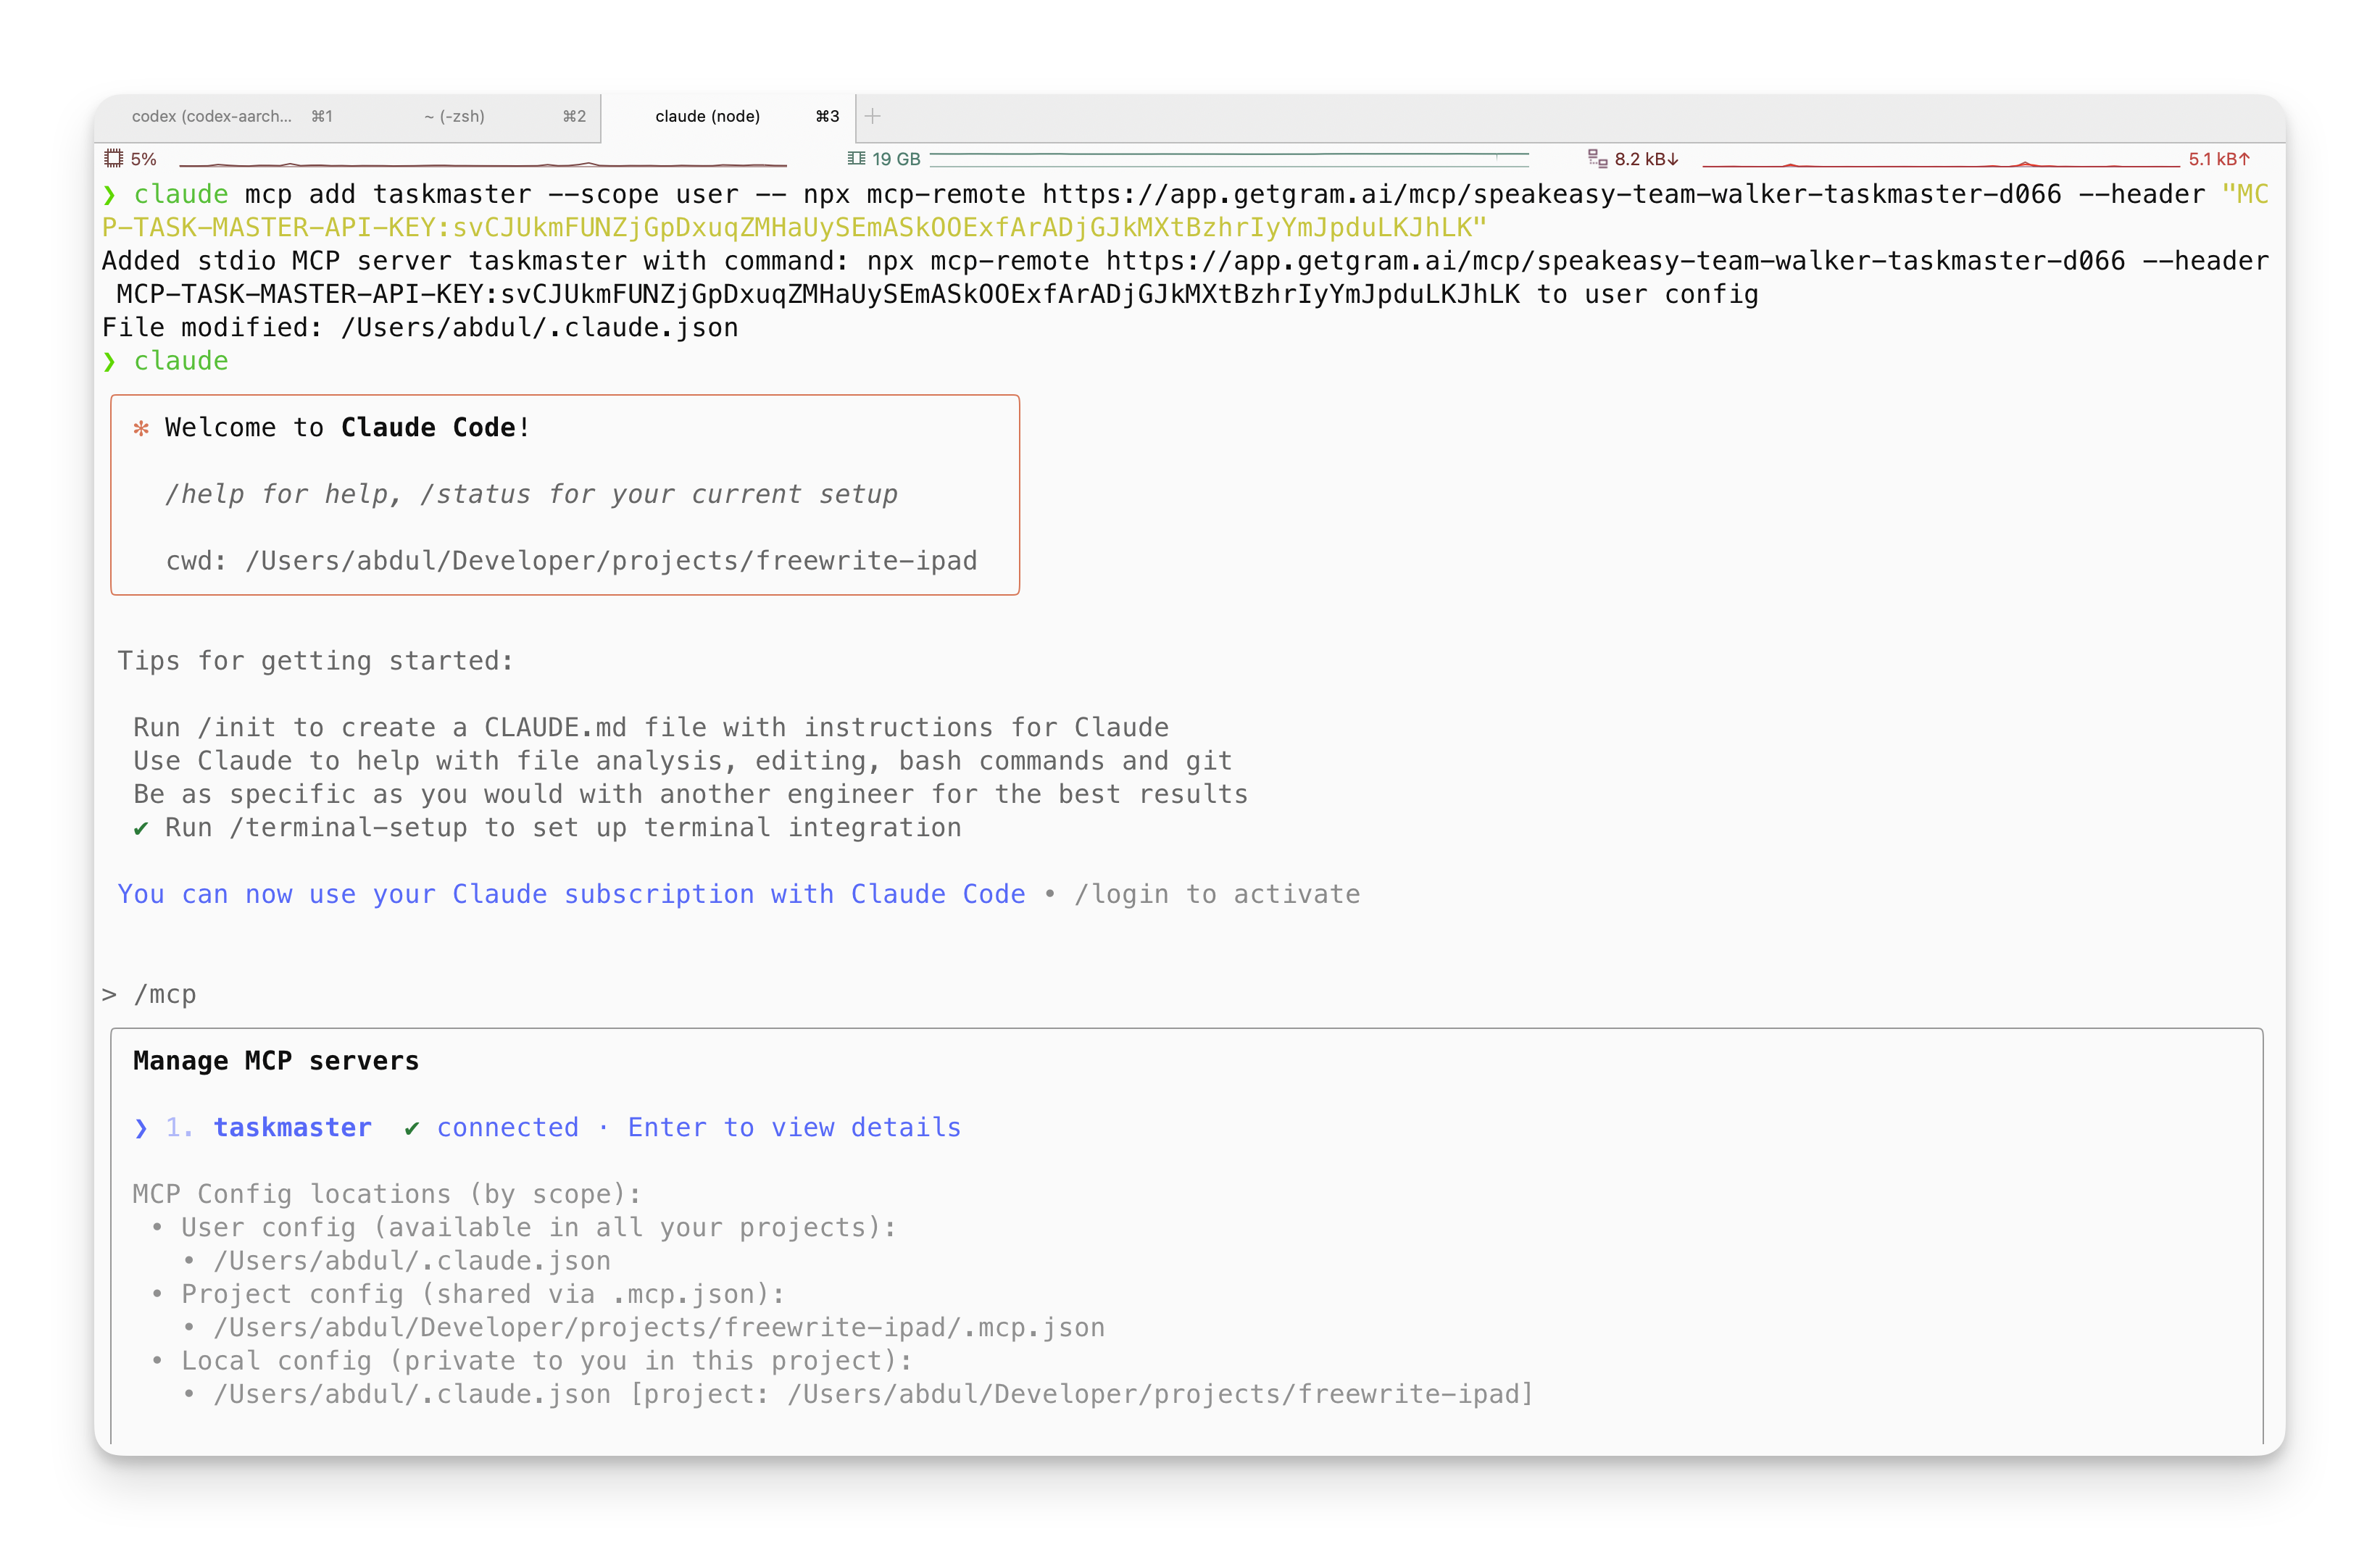 codex (codex-aarch... ⌘1 ~ (-zsh) ⌘2 claude (node) ⌘3 +
5% 19 GB 8.2 kB↓ 5.1 kB↑
❯ claude mcp add taskmaster --scope user -- npx mcp-remote https://app.getgram.ai/mcp/speakeasy-team-walker-taskmaster-d066 --header "MC
P-TASK-MASTER-API-KEY:svCJUkmFUNZjGpDxuqZMHaUySEmASkOOExfArADjGJkMXtBzhrIyYmJpduLKJhLK"
Added stdio MCP server taskmaster with command: npx mcp-remote https://app.getgram.ai/mcp/speakeasy-team-walker-taskmaster-d066 --header
MCP-TASK-MASTER-API-KEY:svCJUkmFUNZjGpDxuqZMHaUySEmASkOOExfArADjGJkMXtBzhrIyYmJpduLKJhLK to user config
File modified: /Users/abdul/.claude.json
❯ claude
✻ Welcome to Claude Code!
/help for help, /status for your current setup
cwd: /Users/abdul/Developer/projects/freewrite-ipad
Tips for getting started:
Run /init to create a CLAUDE.md file with instructions for Claude
Use Claude to help with file analysis, editing, bash commands and git
Be as specific as you would with another engineer for the best results
✔ Run /terminal-setup to set up terminal integration
You can now use your Claude subscription with Claude Code • /login to activate
> /mcp
Manage MCP servers
❯ 1. taskmaster ✔ connected · Enter to view details
MCP Config locations (by scope):
• User config (available in all your projects):
• /Users/abdul/.claude.json
• Project config (shared via .mcp.json):
• /Users/abdul/Developer/projects/freewrite-ipad/.mcp.json
• Local config (private to you in this project):
• /Users/abdul/.claude.json [project: /Users/abdul/Developer/projects/freewrite-ipad]